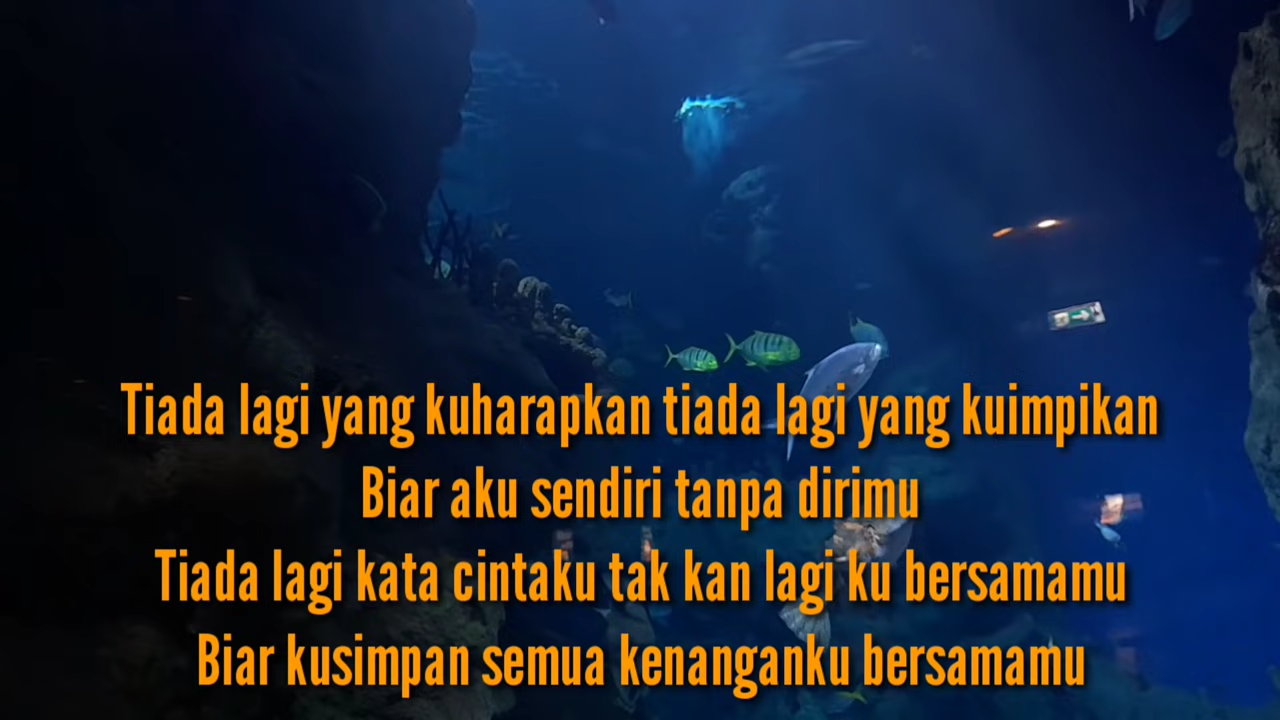 Tiada lagi yang kuharapkan tiada lagi yang kuimpikan
Biar aku sendiri tanpa dirimu
Tiada lagi kata cintaku tak kan lagi ku bersamamu
Biar kusimpan semua kenanganku bersamamu